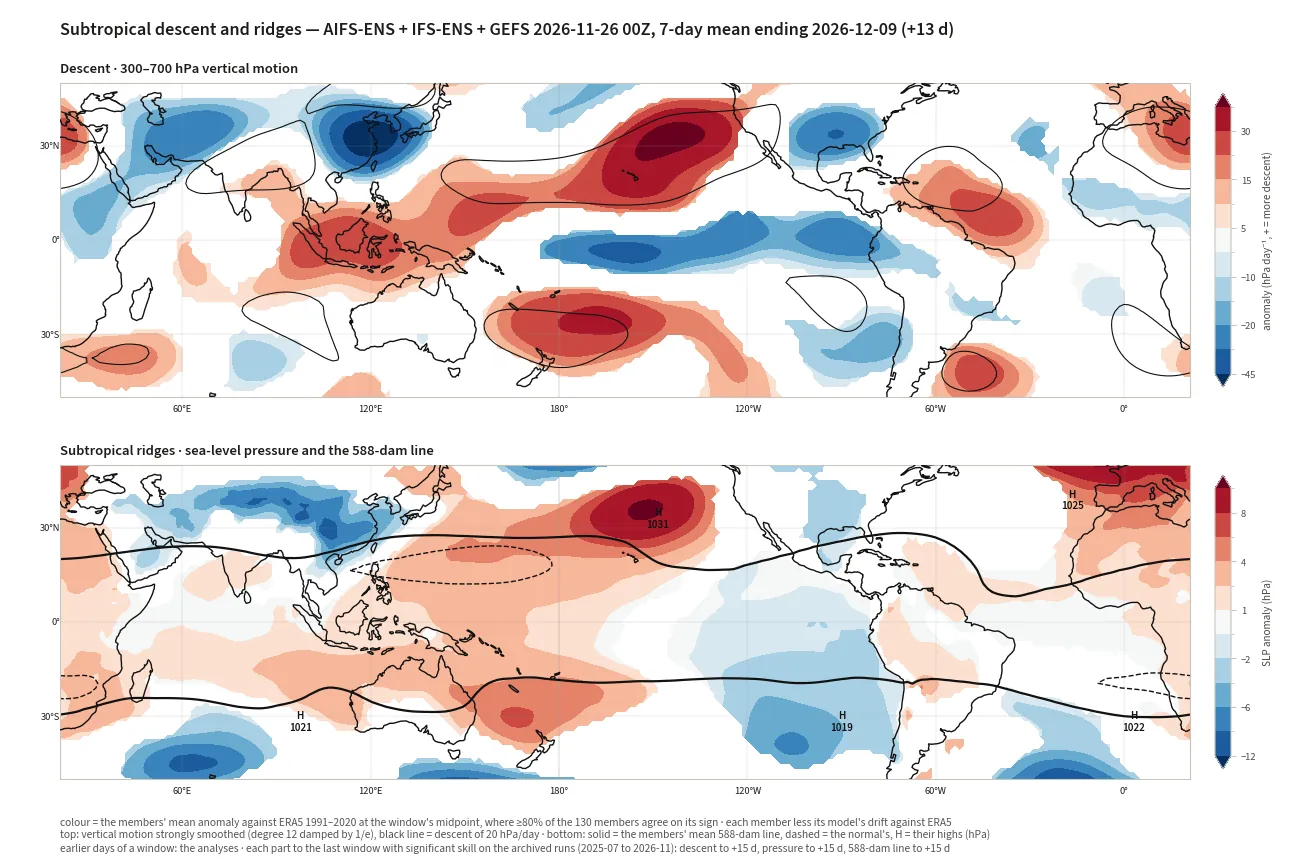 Subtropical descent and ridges — AIFS-ENS + IFS-ENS + GEFS 2026-11-26 00Z, 7-day mean ending 2026-12-09 (+13 d)
Descent · 300–700 hPa vertical motion
30°N
0°
30°S
60°E
120°E
180°
120°W
60°W
0°
30
15
5
−10
−20
−45
anomaly (hPa day⁻¹, + = more descent)
Subtropical ridges · sea-level pressure and the 588-dam line
H
1031
H
1025
H
1021
H
1019
H
1022
30°N
0°
30°S
60°E
120°E
180°
120°W
60°W
0°
8
4
1
−2
−6
−12
SLP anomaly (hPa)
colour = the members' mean anomaly against ERA5 1991–2020 at the window's midpoint, where ≥80% of the 130 members agree on its sign · each member less its model's drift against ERA5
top: vertical motion strongly smoothed (degree 12 damped by 1/e), black line = descent of 20 hPa/day · bottom: solid = the members' mean 588-dam line, dashed = the normal's, H = their highs (hPa)
earlier days of a window: the analyses · each part to the last window with significant skill on the archived runs (2025-07 to 2026-11): descent to +15 d, pressure to +15 d, 588-dam line to +15 d